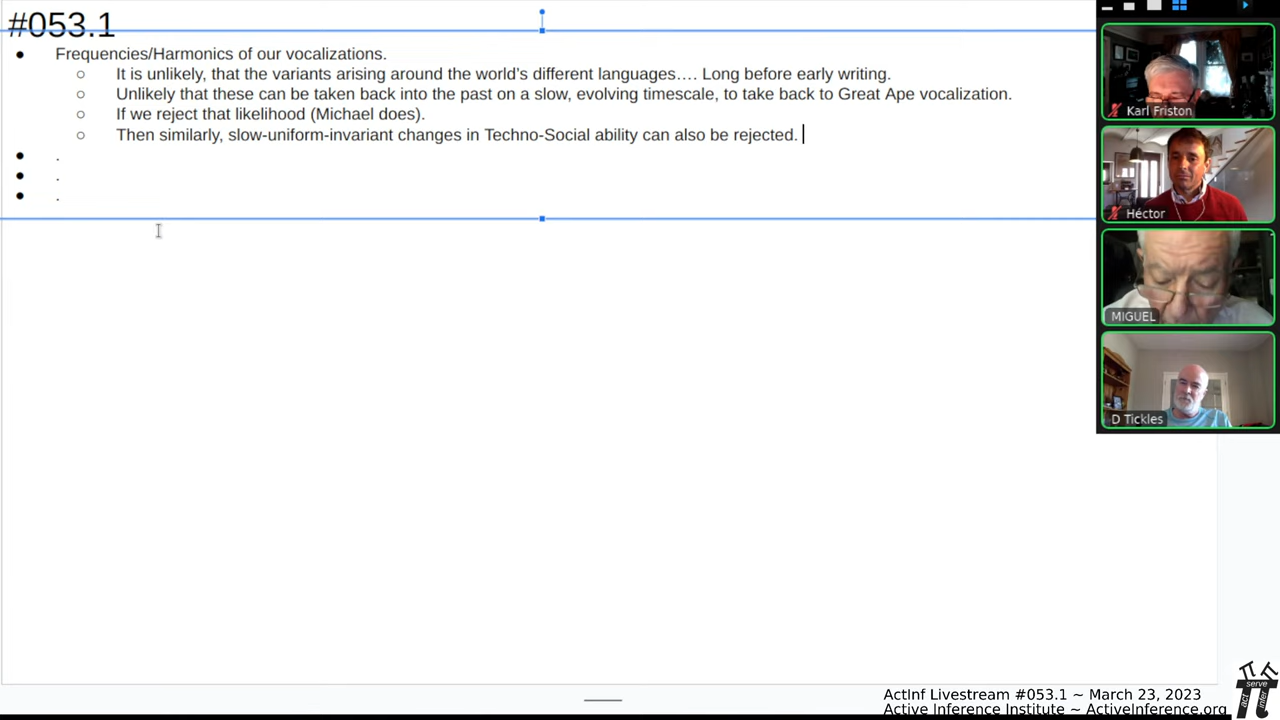 #053.1
● Frequencies/Harmonics of our vocalizations.
○ It is unlikely, that the variants arising around the world's different languages…. Long before early writing.
○ Unlikely that these can be taken back into the past on a slow, evolving timescale, to take back to Great Ape vocalization.
○ If we reject that likelihood (Michael does).
○ Then similarly, slow-uniform-invariant changes in Techno-Social ability can also be rejected.
● .
● .
● .
Karl Friston
Héctor
MIGUEL
D Tickles
ActInf Livestream #053.1 ~ March 23, 2023
Active Inference Institute ~ ActiveInference.org
serve
act
infer